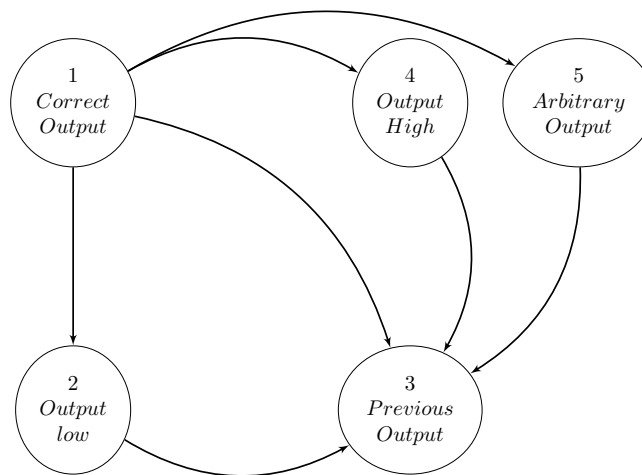 1
Correct
Output
4
Output
High
5
Arbitrary
Output
2
Output
low
3
Previous
Output